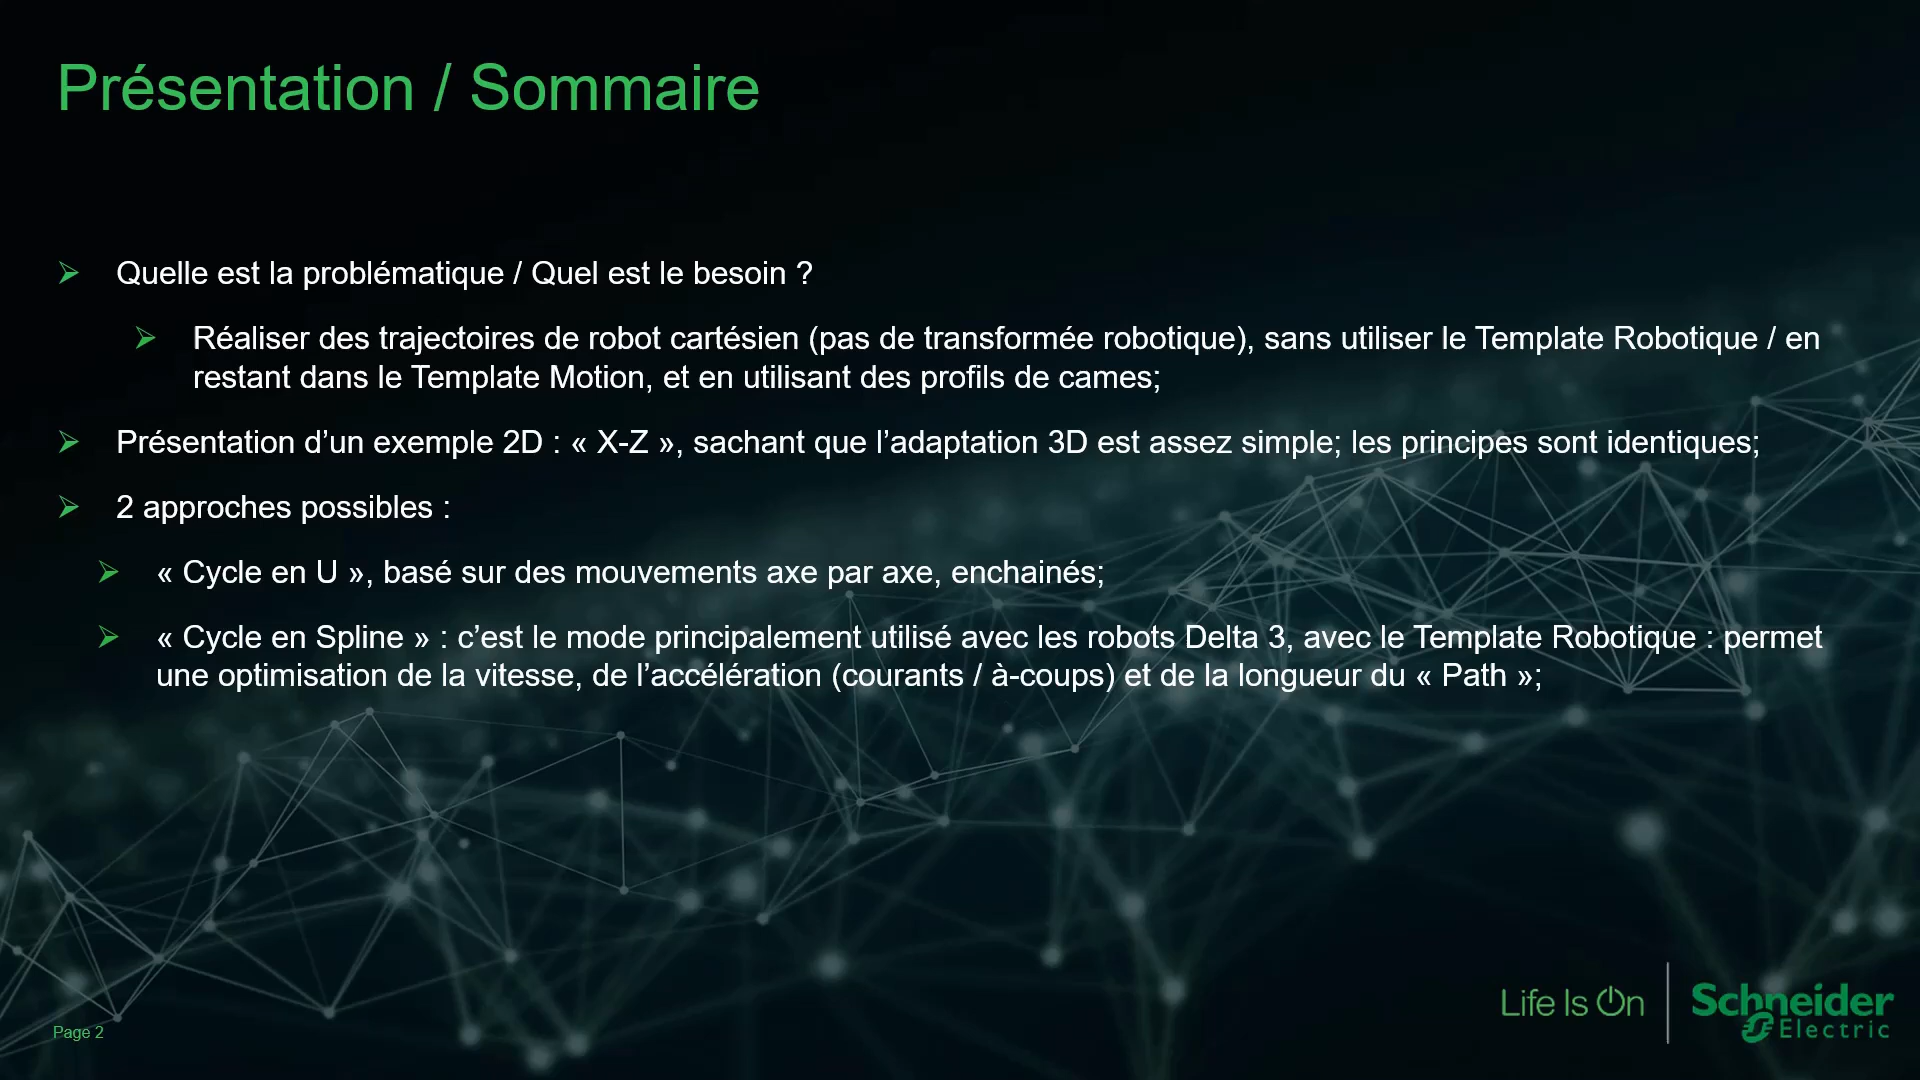 Présentation / Sommaire
Quelle est la problématique / Quel est le besoin ?
Réaliser des trajectoires de robot cartésien (pas de transformée robotique), sans utiliser le Template Robotique / en
restant dans le Template Motion, et en utilisant des profils de cames;
Présentation d’un exemple 2D : « X-Z », sachant que l’adaptation 3D est assez simple; les principes sont identiques;
2 approches possibles :
« Cycle en U », basé sur des mouvements axe par axe, enchainés;
« Cycle en Spline » : c’est le mode principalement utilisé avec les robots Delta 3, avec le Template Robotique : permet
une optimisation de la vitesse, de l’accélération (courants / à-coups) et de la longueur du « Path »;
Life Is On
Schneider
Electric
Page 2